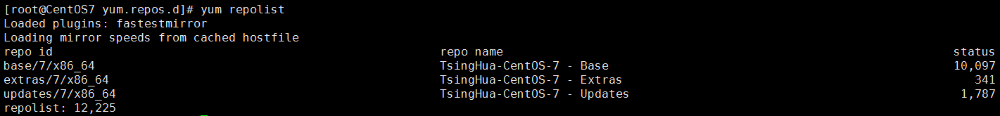 [root@CentOS7 yum.repos.d]# yum repolist
Loaded plugins: fastestmirror
Loading mirror speeds from cached hostfile
repo id repo name status
base/7/x86_64 TsingHua-CentOS-7 - Base 10,097
extras/7/x86_64 TsingHua-CentOS-7 - Extras 341
updates/7/x86_64 TsingHua-CentOS-7 - Updates 1,787
repolist: 12,225